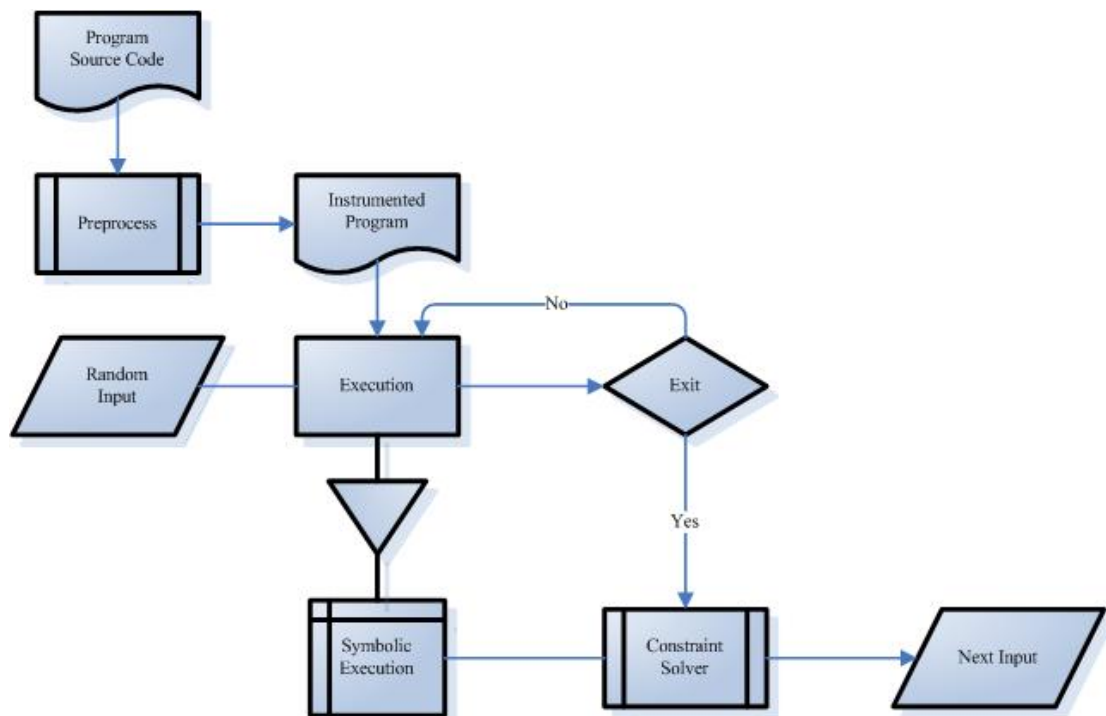 Program
Source Code
Preprocess
Instrumented
Program
No
Random
Input
Execution
Exit
Yes
Symbolic
Execution
Constraint
Solver
Next Input